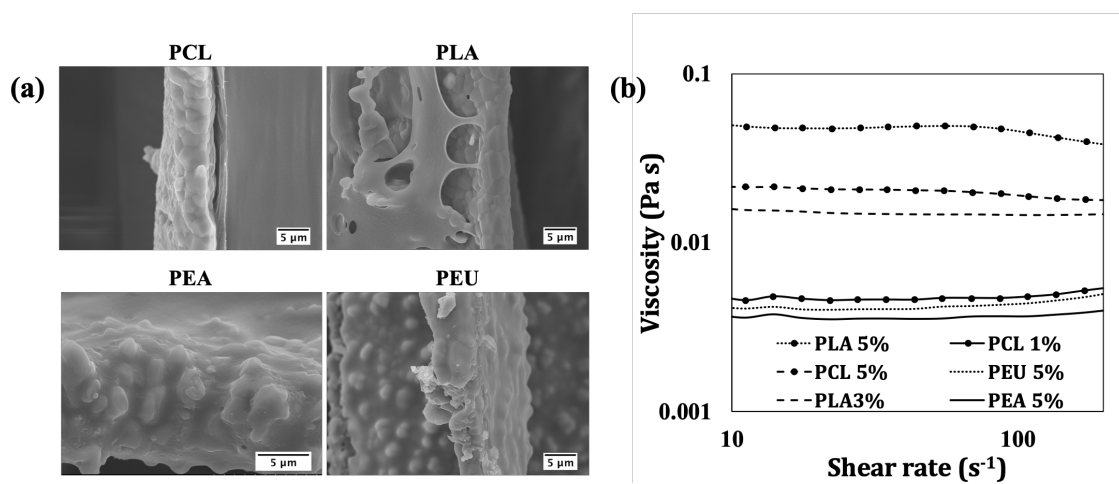 (a)
PCL
PLA
5 µm
5 µm
PEA
PEU
5 µm
5 µm
(b)
Viscosity (Pa s)
0.1
0.01
0.001
PLA 5%
PCL 1%
PCL 5%
PEU 5%
PLA3%
PEA 5%
10
100
Shear rate (s⁻¹)